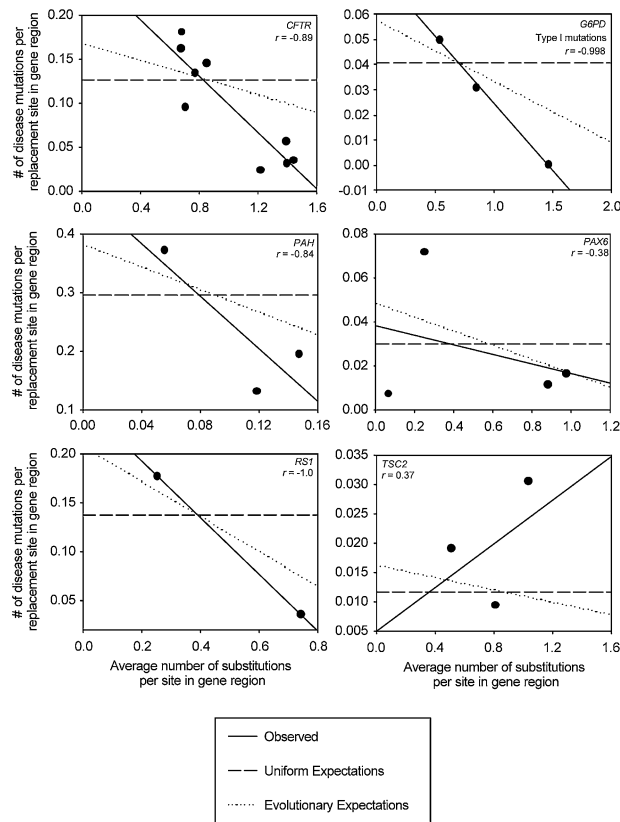 # of disease mutations per
replacement site in gene region
0.20
0.15
0.10
0.05
0.00
0.0 0.4 0.8 1.2 1.6
CFTR
r = -0.89
0.06
0.05
0.04
0.03
0.02
0.01
0.00
-0.01
0.0 0.5 1.0 1.5 2.0
G6PD
Type I mutations
r = -0.998
# of disease mutations per
replacement site in gene region
0.4
0.3
0.2
0.1
0.00 0.04 0.08 0.12 0.16
PAH
r = -0.84
0.10
0.08
0.06
0.04
0.02
0.00
0.0 0.2 0.4 0.6 0.8 1.0 1.2
PAX6
r = -0.38
# of disease mutations per
replacement site in gene region
0.20
0.15
0.10
0.05
0.0 0.2 0.4 0.6 0.8
RS1
r = -1.0
Average number of substitutions
per site in gene region
0.035
0.030
0.025
0.020
0.015
0.010
0.005
0.0 0.4 0.8 1.2 1.6
TSC2
r = 0.37
Average number of substitutions
per site in gene region
Observed
Uniform Expectations
Evolutionary Expectations